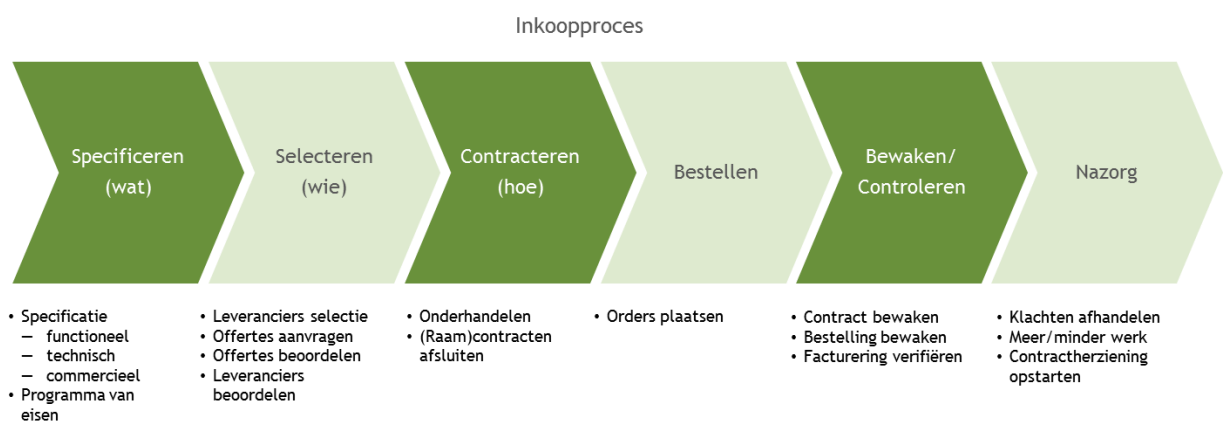 Inkoopproces
Specificeren
(wat)
Selecteren
(wie)
Contracteren
(hoe)
Bestellen
Bewaken/
Controleren
Nazorg
• Specificatie
— functioneel
— technisch
— commercieel
• Programma van
eisen
• Leveranciers selectie
• Offertes aanvragen
• Offertes beoordelen
• Leveranciers
beoordelen
• Onderhandelen
• (Raam)contracten
afsluiten
• Orders plaatsen
• Contract bewaken
• Bestelling bewaken
• Facturering verifiëren
• Klachten afhandelen
• Meer/minder werk
• Contractherziening
opstarten